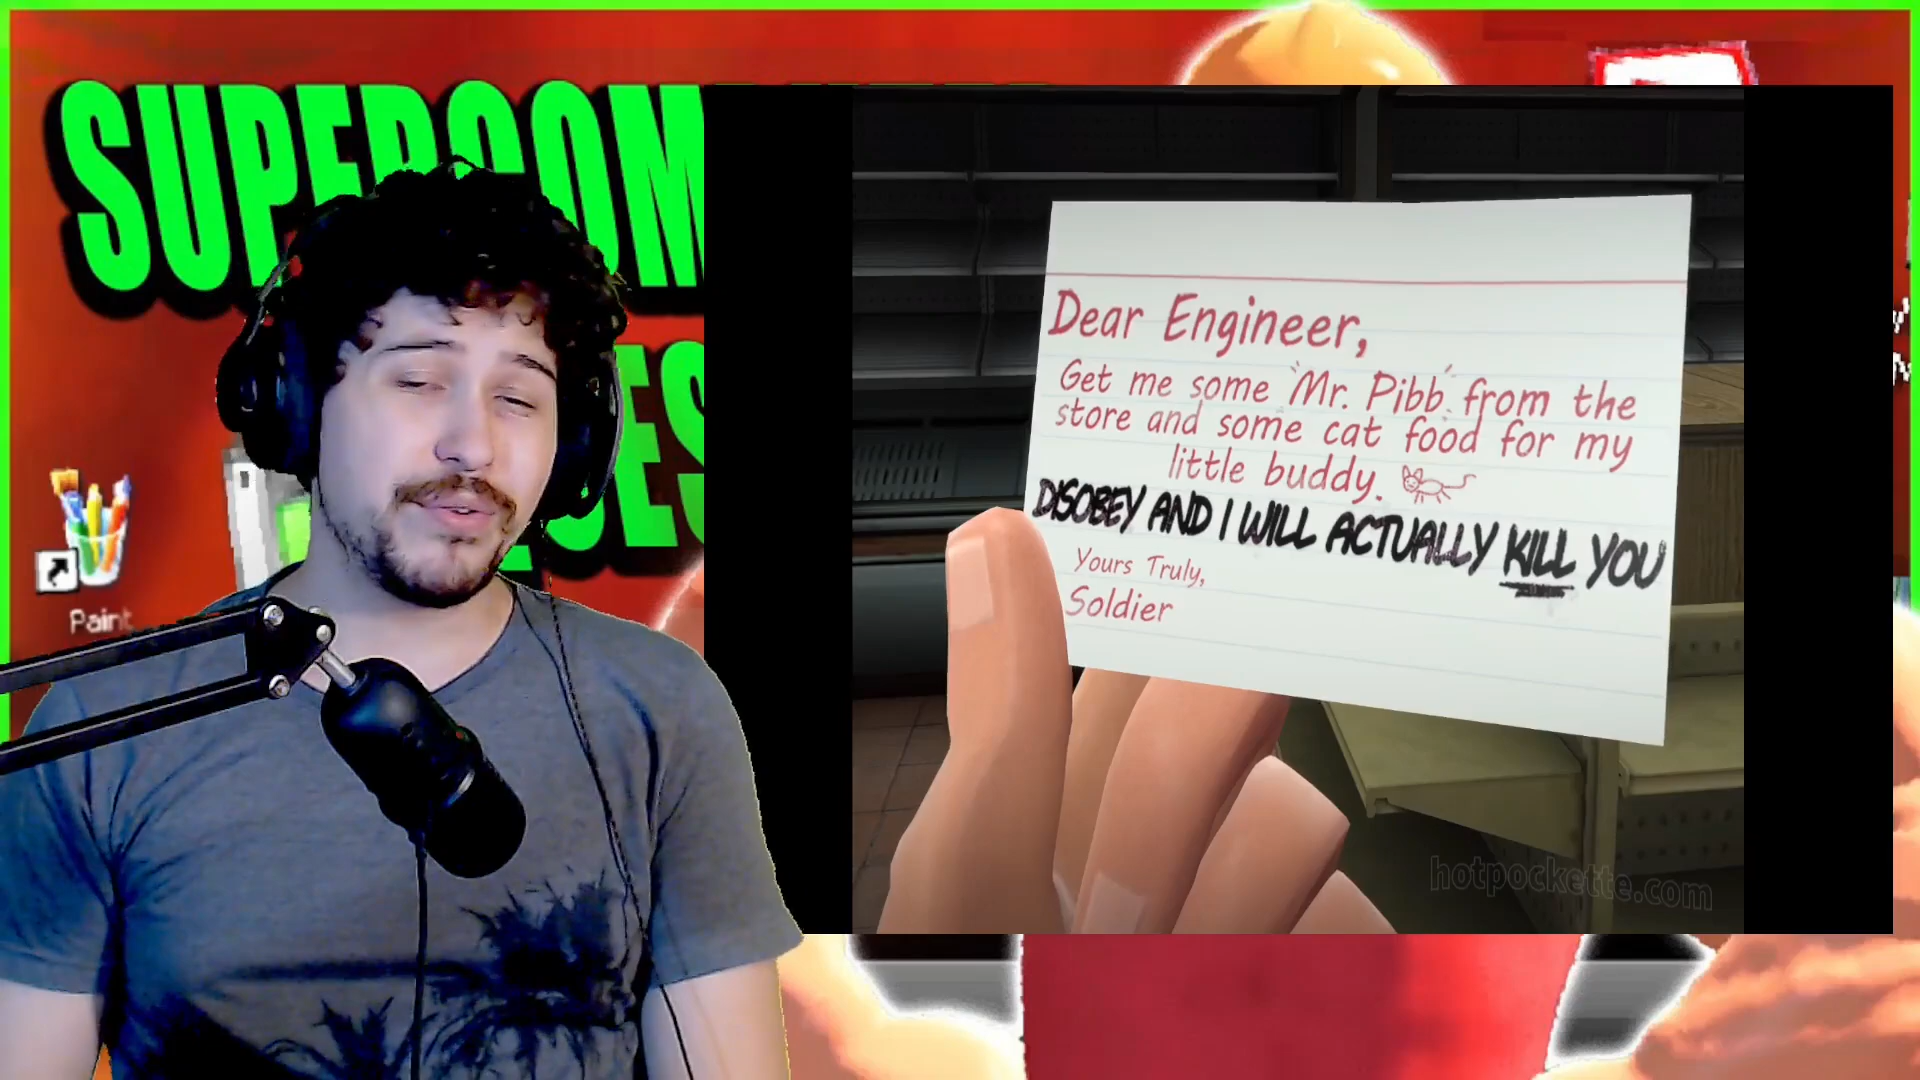 SUPERCOM
Paint
Dear Engineer,
Get me some "Mr. Pibb" from the
store and some cat food for my
little buddy.
DISOBEY AND I WILL ACTUALLY KILL YOU
Yours Truly,
Soldier
hotpockette.com